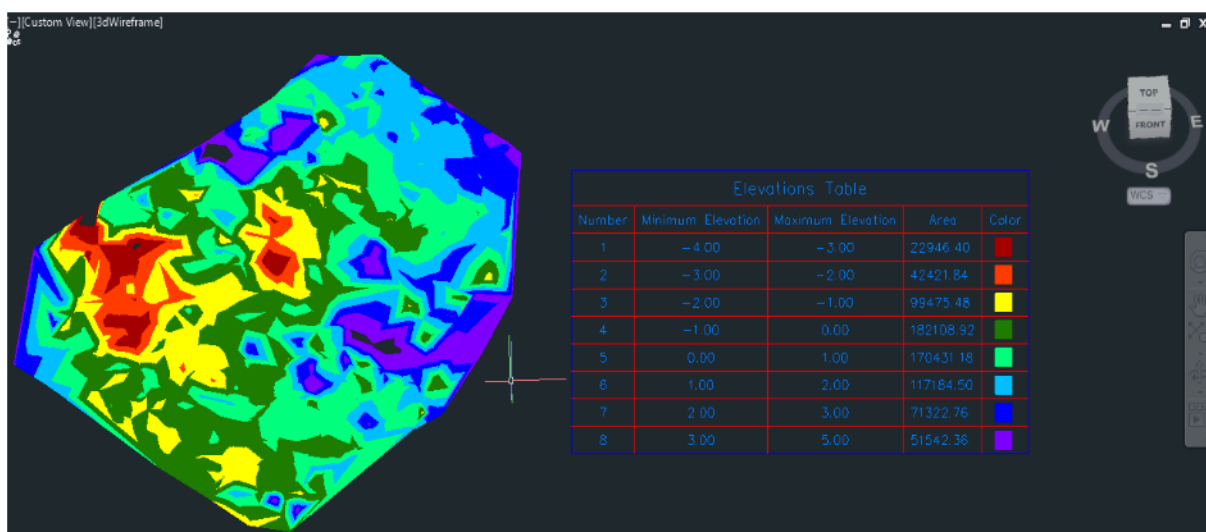 [-][Custom View][3dWireframe]
TOP
FRONT
W
E
S
WCS
Elevations Table
Number Minimum Elevation Maximum Elevation Area Color
1 -4.00 -3.00 22946.40
2 -3.00 -2.00 42421.84
3 -2.00 -1.00 99475.48
4 -1.00 0.00 182108.92
5 0.00 1.00 170431.18
6 1.00 2.00 117184.50
7 2.00 3.00 71322.76
8 3.00 5.00 51542.36